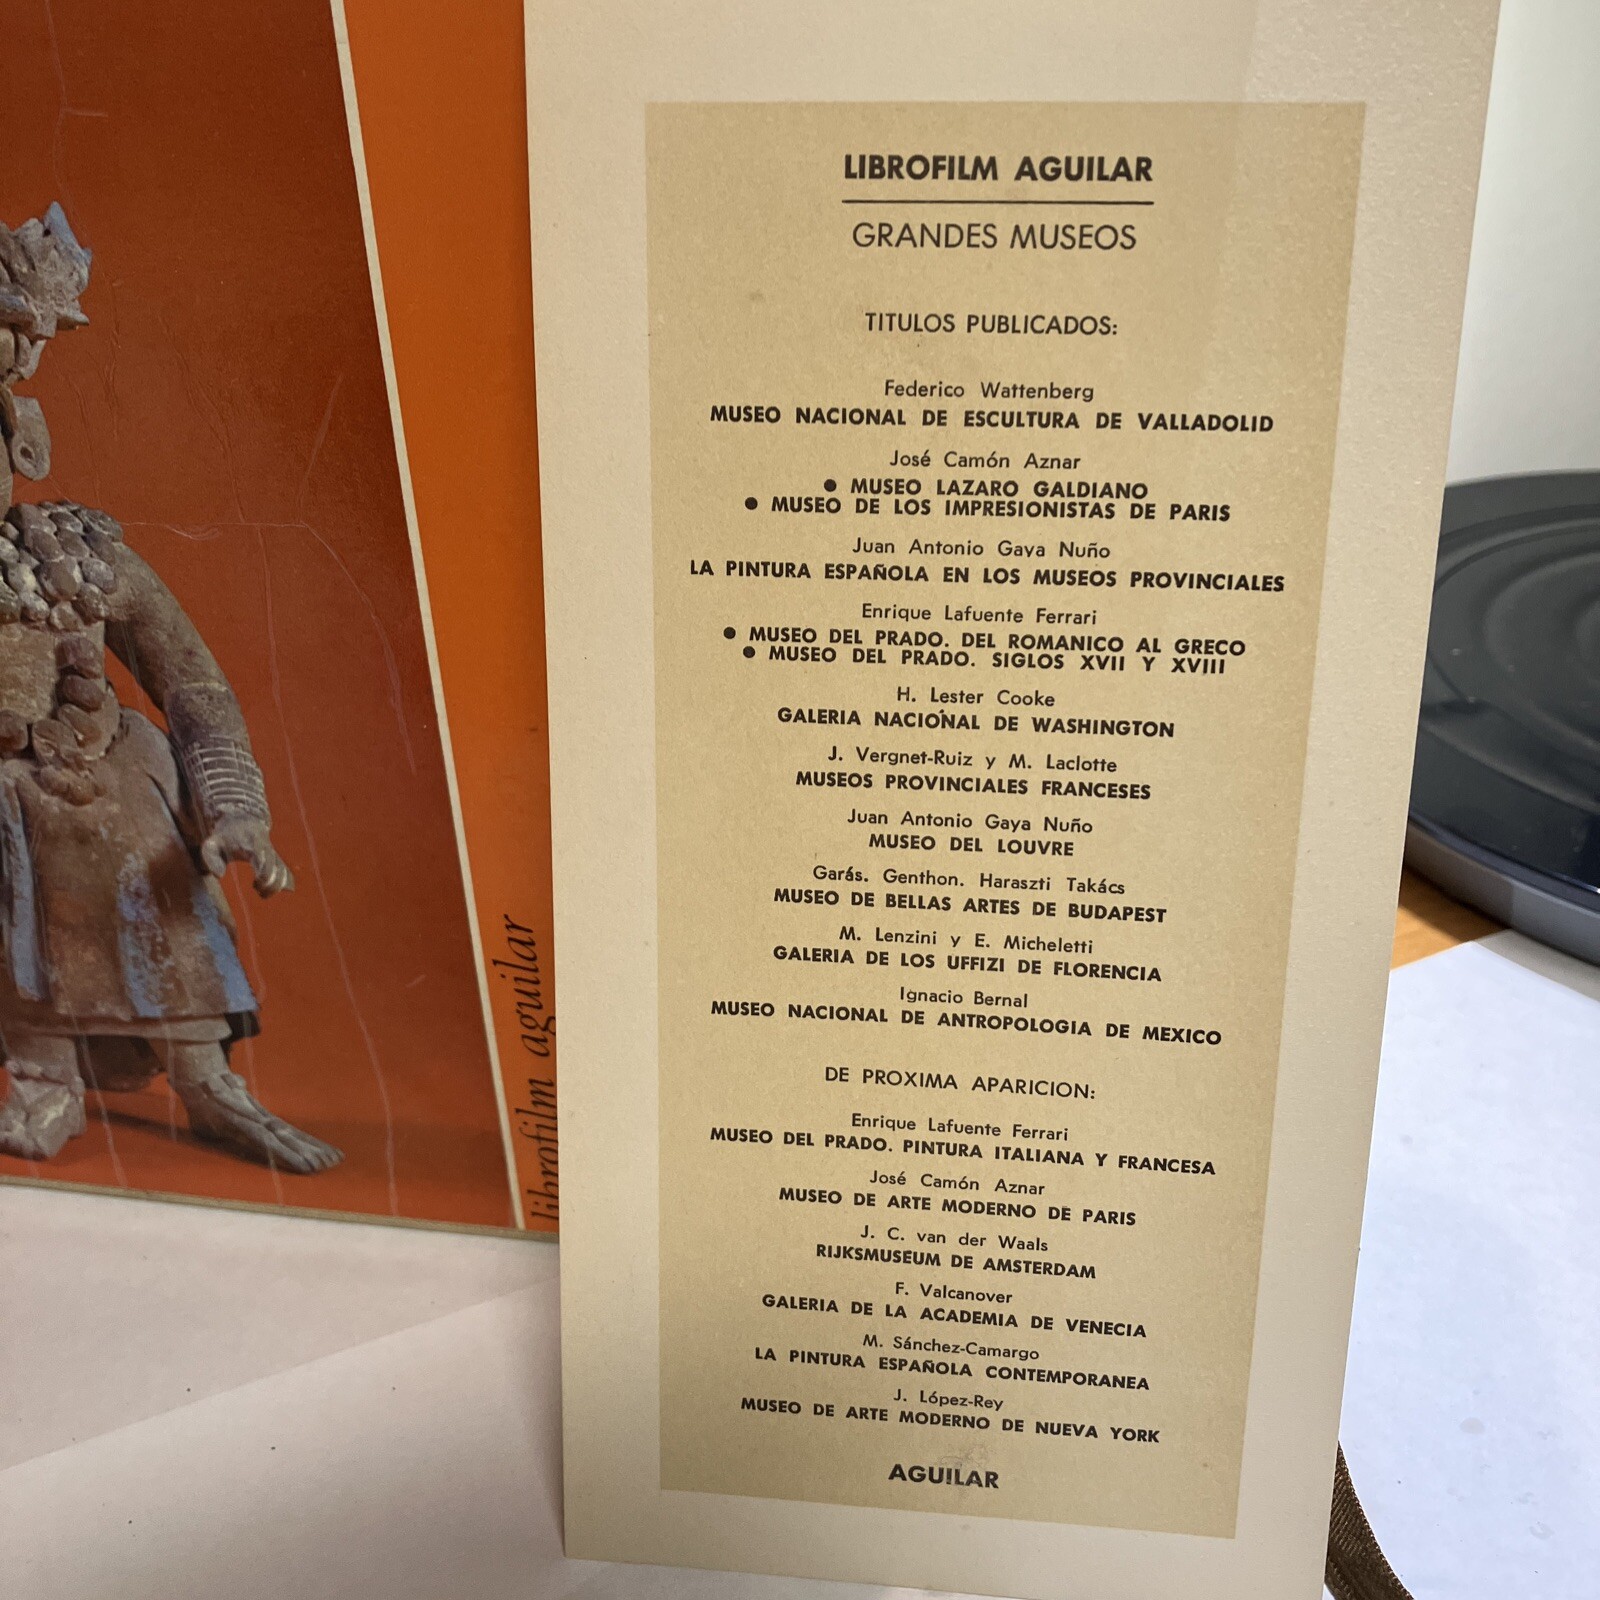 librofilm aguilar
LIBROFILM AGUILAR
GRANDES MUSEOS
TITULOS PUBLICADOS:
Federico Wattenberg
MUSEO NACIONAL DE ESCULTURA DE VALLADOLID
José Camón Aznar
● MUSEO LAZARO GALDIANO
● MUSEO DE LOS IMPRESIONISTAS DE PARIS
Juan Antonio Gaya Nuño
LA PINTURA ESPAÑOLA EN LOS MUSEOS PROVINCIALES
Enrique Lafuente Ferrari
● MUSEO DEL PRADO. DEL ROMANICO AL GRECO
● MUSEO DEL PRADO. SIGLOS XVII Y XVIII
H. Lester Cooke
GALERIA NACIONAL DE WASHINGTON
J. Vergnet-Ruiz y M. Laclotte
MUSEOS PROVINCIALES FRANCESES
Juan Antonio Gaya Nuño
MUSEO DEL LOUVRE
Garás. Genthon. Haraszti Takács
MUSEO DE BELLAS ARTES DE BUDAPEST
M. Lenzini y E. Micheletti
GALERIA DE LOS UFFIZI DE FLORENCIA
Ignacio Bernal
MUSEO NACIONAL DE ANTROPOLOGIA DE MEXICO
DE PROXIMA APARICION:
Enrique Lafuente Ferrari
MUSEO DEL PRADO. PINTURA ITALIANA Y FRANCESA
José Camón Aznar
MUSEO DE ARTE MODERNO DE PARIS
J. C. van der Waals
RIJKSMUSEUM DE AMSTERDAM
F. Valcanover
GALERIA DE LA ACADEMIA DE VENECIA
M. Sánchez-Camargo
LA PINTURA ESPAÑOLA CONTEMPORANEA
J. López-Rey
MUSEO DE ARTE MODERNO DE NUEVA YORK
AGUILAR